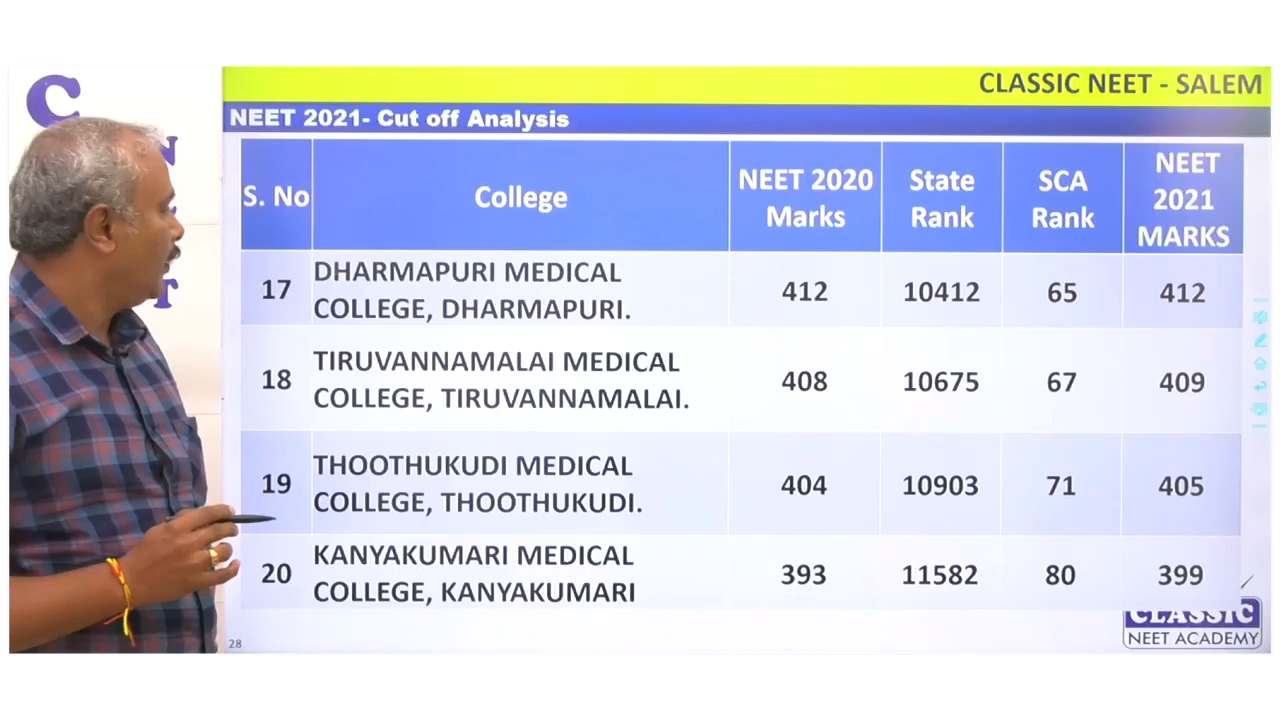 C
N
T
CLASSIC NEET - SALEM
NEET 2021- Cut off Analysis
S. No
College
NEET 2020
Marks
State
Rank
SCA
Rank
NEET
2021
MARKS
17
DHARMAPURI MEDICAL
COLLEGE, DHARMAPURI.
412
10412
65
412
18
TIRUVANNAMALAI MEDICAL
COLLEGE, TIRUVANNAMALAI.
408
10675
67
409
19
THOOTHUKUDI MEDICAL
COLLEGE, THOOTHUKUDI.
404
10903
71
405
20
KANYAKUMARI MEDICAL
COLLEGE, KANYAKUMARI
393
11582
80
399
28
CLASSIC
NEET ACADEMY